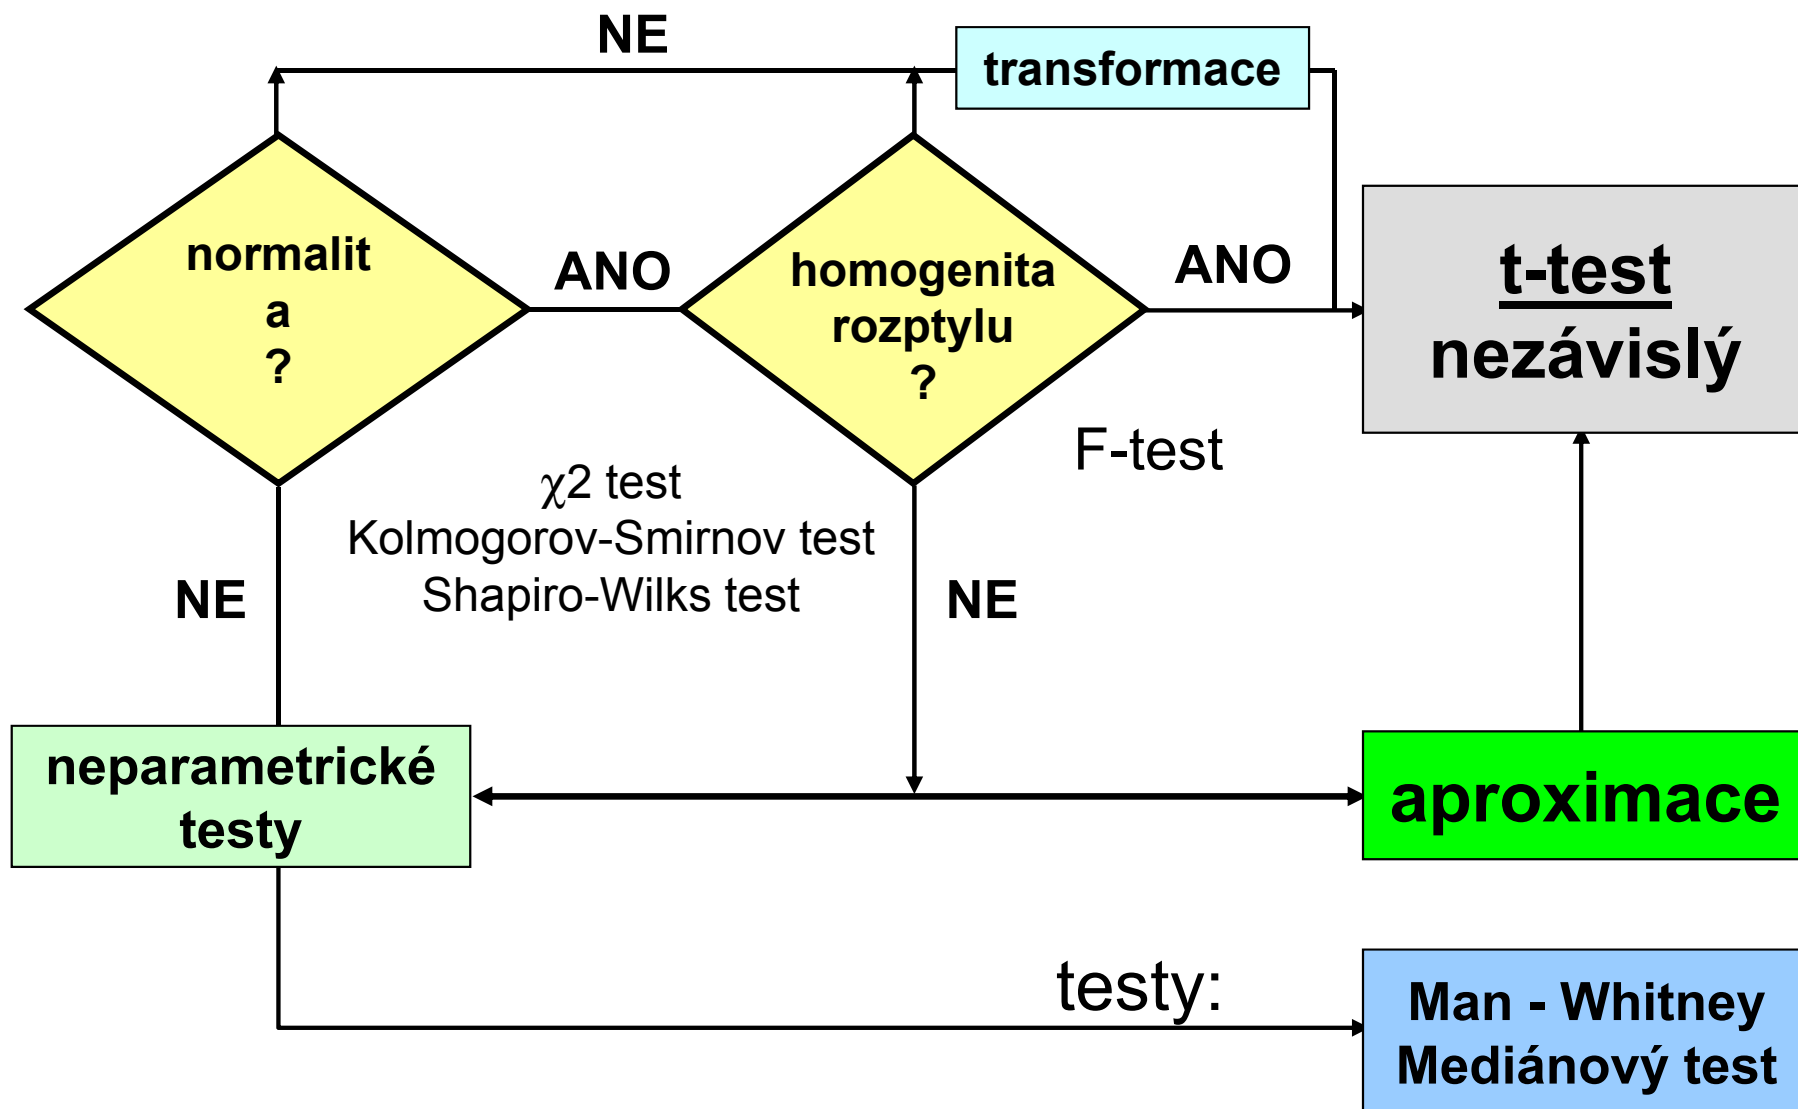 NE
transformace
normalit
a
?
ANO
homogenita
rozptylu
?
ANO
t-test
nezávislý
F-test
χ2 test
Kolmogorov-Smirnov test
Shapiro-Wilks test
NE
NE
neparametrické
testy
aproximace
testy:
Man - Whitney
Mediánový test